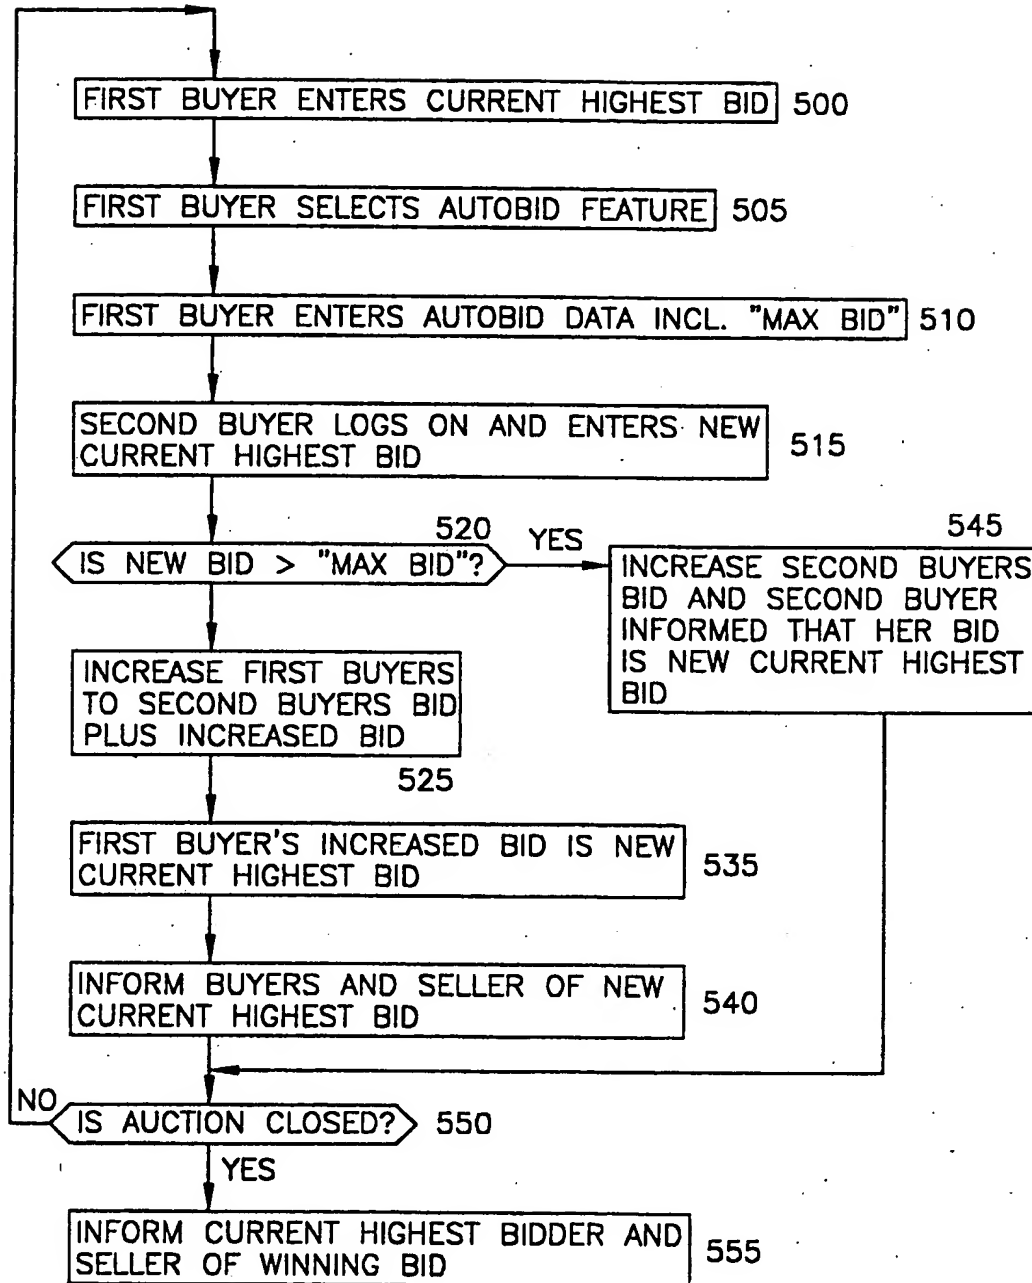 FIRST BUYER ENTERS CURRENT HIGHEST BID 500
FIRST BUYER SELECTS AUTOBID FEATURE 505
FIRST BUYER ENTERS AUTOBID DATA INCL. "MAX BID" 510
SECOND BUYER LOGS ON AND ENTERS NEW
CURRENT HIGHEST BID
515
520
IS NEW BID > "MAX BID"?
YES
545
INCREASE SECOND BUYERS
BID AND SECOND BUYER
INFORMED THAT HER BID
IS NEW CURRENT HIGHEST
BID
INCREASE FIRST BUYERS
TO SECOND BUYERS BID
PLUS INCREASED BID
525
FIRST BUYER'S INCREASED BID IS NEW
CURRENT HIGHEST BID
535
INFORM BUYERS AND SELLER OF NEW
CURRENT HIGHEST BID
540
NO
IS AUCTION CLOSED? 550
YES
INFORM CURRENT HIGHEST BIDDER AND
SELLER OF WINNING BID
555